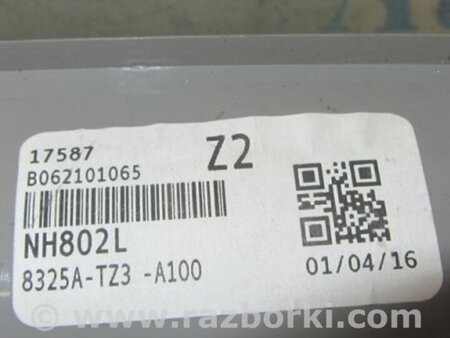 17587 Z2
B062101065
NH802L
8325A-TZ3 -A100
01/04/16
© www.razborki.com